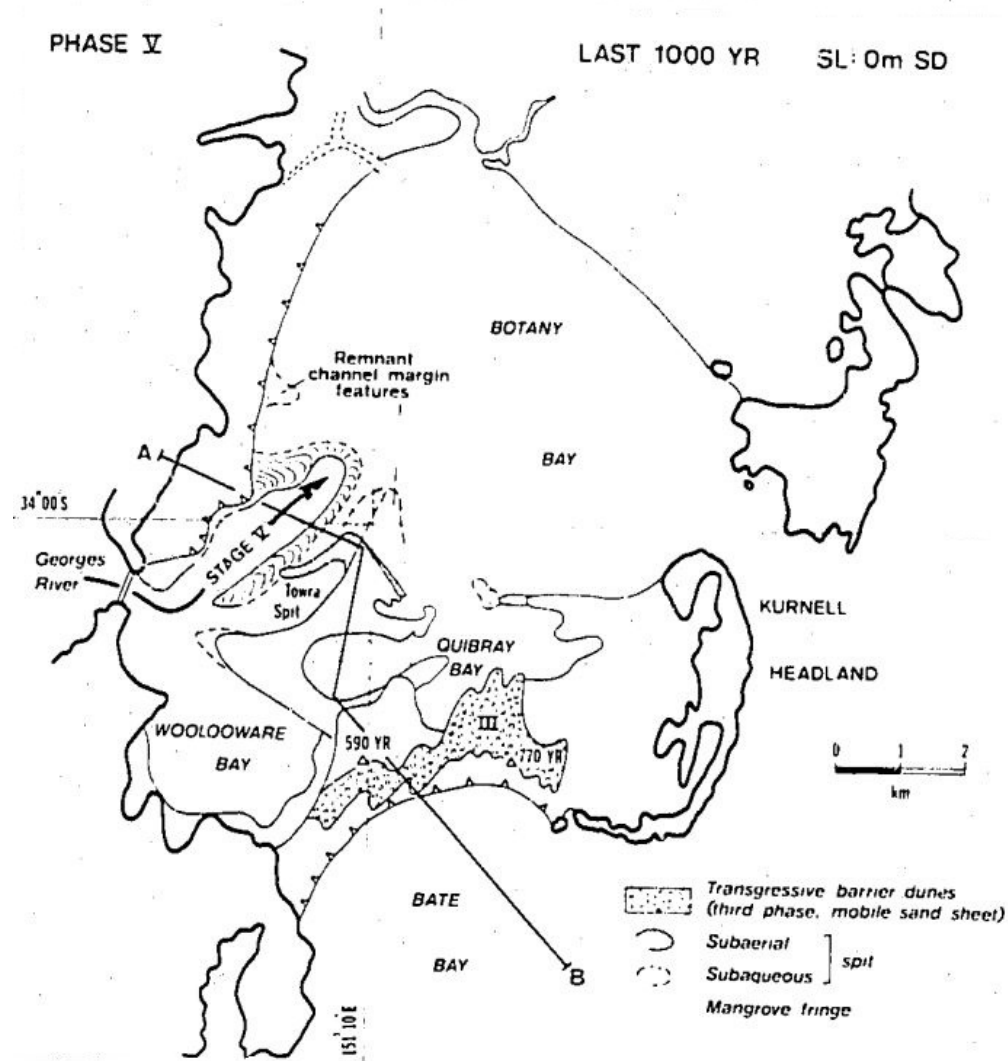 PHASE V
LAST 1000 YR SL: 0m SD
BOTANY
BAY
Remnant
channel margin
features
A
34°00 S
STAGE V
Georges
River
Towra
Spit
KURNELL
HEADLAND
QUIBRAY
BAY
WOOLOOWARE
BAY
III
590 YR
770 YR
0 1 2
km
BATE
BAY
B
151°10'E
Transgressive barrier dunes
(third phase, mobile sand sheet)
Subaerial
Subaqueous
spit
Mangrove fringe